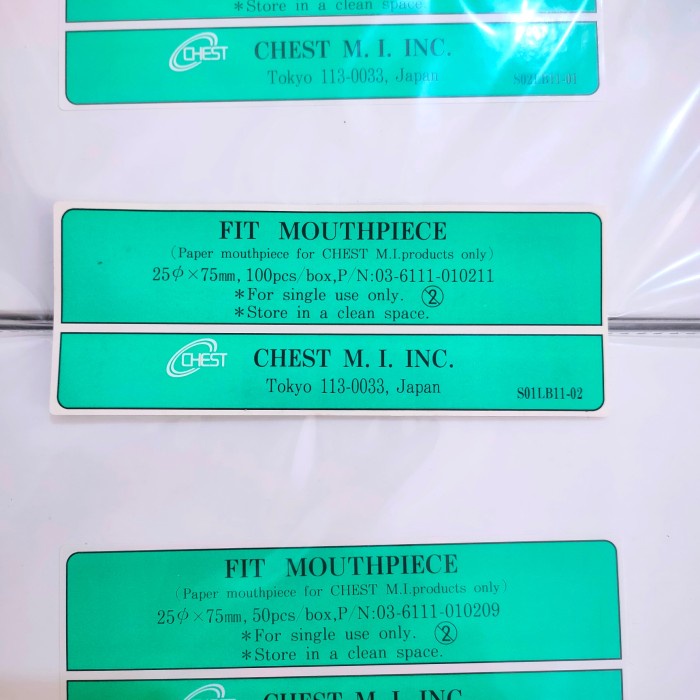 *Store in a clean space.
CHEST
CHEST M. I. INC.
Tokyo 113-0033, Japan
FIT MOUTHPIECE
(Paper mouthpiece for CHEST M.I.products only)
25φ×75mm, 100pcs/box,P/N:03-6111-010211
*For single use only. 2
*Store in a clean space.
CHEST
CHEST M. I. INC.
Tokyo 113-0033, Japan
S01LB11-02
FIT MOUTHPIECE
(Paper mouthpiece for CHEST M.I.products only)
25φ×75mm, 50pcs/box,P/N:03-6111-010209
*For single use only. 2
*Store in a clean space.
CHEST M. I. INC.